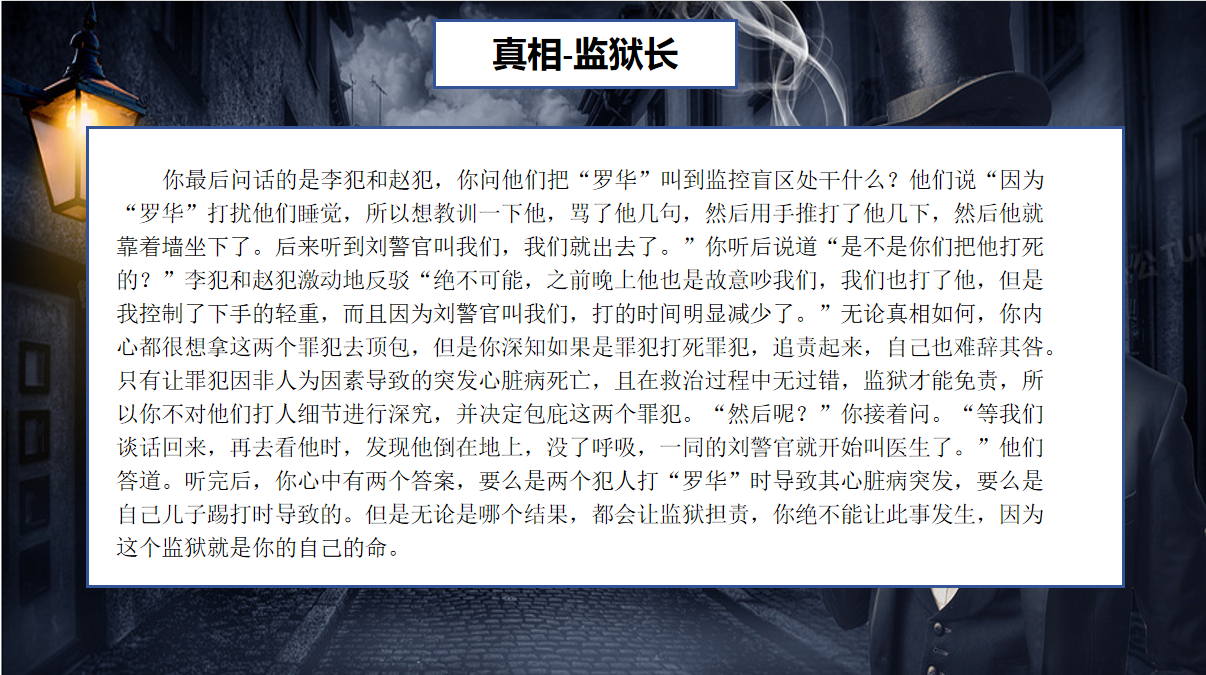 真相-监狱长
你最后问话的是李犯和赵犯，你问他们把“罗华”叫到监控盲区处干什么？他们说“因为
“罗华”打扰他们睡觉，所以想教训一下他，骂了他几句，然后用手推打了他几下，然后他就
靠着墙坐下了。后来听到刘警官叫我们，我们就出去了。”你听后说道“是不是你们把他打死
的？”李犯和赵犯激动地反驳“绝不可能，之前晚上他也是故意吵我们，我们也打了他，但是
我控制了下手的轻重，而且因为刘警官叫我们，打的时间明显减少了。”无论真相如何，你内
心都很想拿这两个罪犯去顶包，但是你深知如果是罪犯打死罪犯，追责起来，自己也难辞其咎。
只有让罪犯因非人为因素导致的突发心脏病死亡，且在救治过程中无过错，监狱才能免责，所
以你不对他们打人细节进行深究，并决定包庇这两个罪犯。“然后呢？”你接着问。“等我们
谈话回来，再去看他时，发现他倒在地上，没了呼吸，一同的刘警官就开始叫医生了。”他们
答道。听完后，你心中有两个答案，要么是两个犯人打“罗华”时导致其心脏病突发，要么是
自己儿子踢打时导致的。但是无论是哪个结果，都会让监狱担责，你绝不能让此事发生，因为
这个监狱就是你的自己的命。